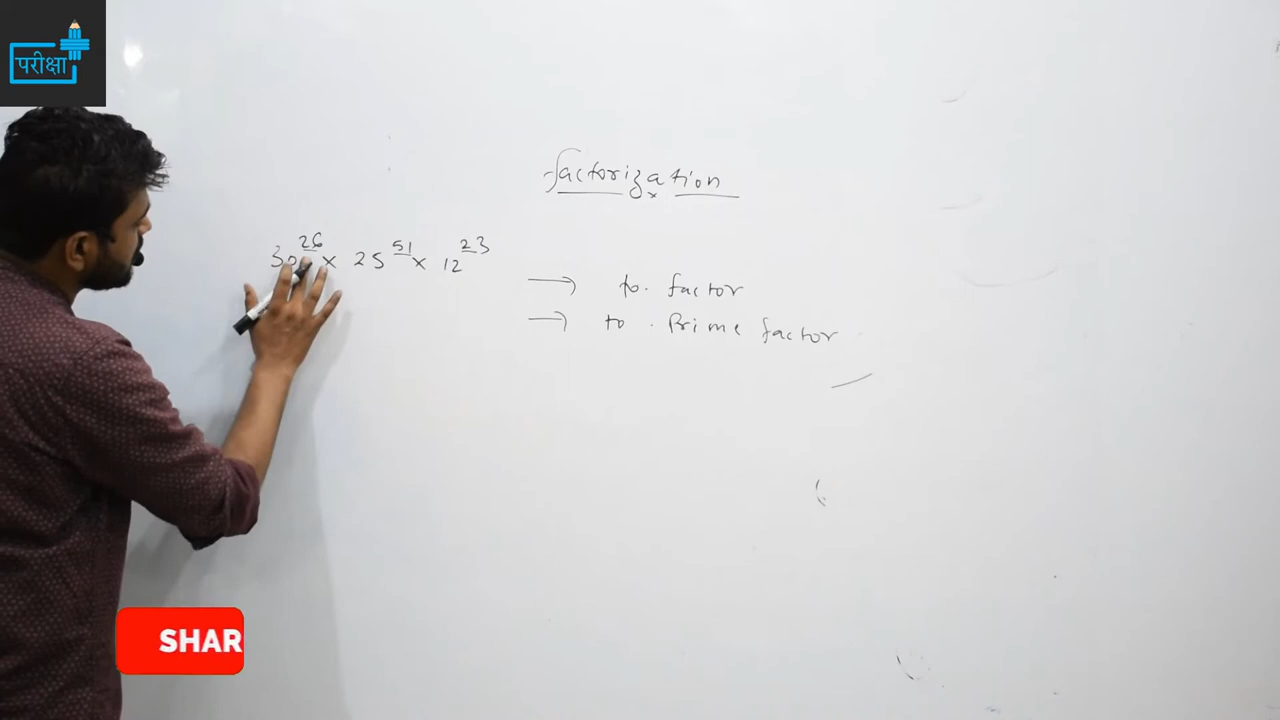 परीक्षा
Factorization
30 26 x 25 51 x 12 23
→ to. factor
→ to. Prime factor
SHAR